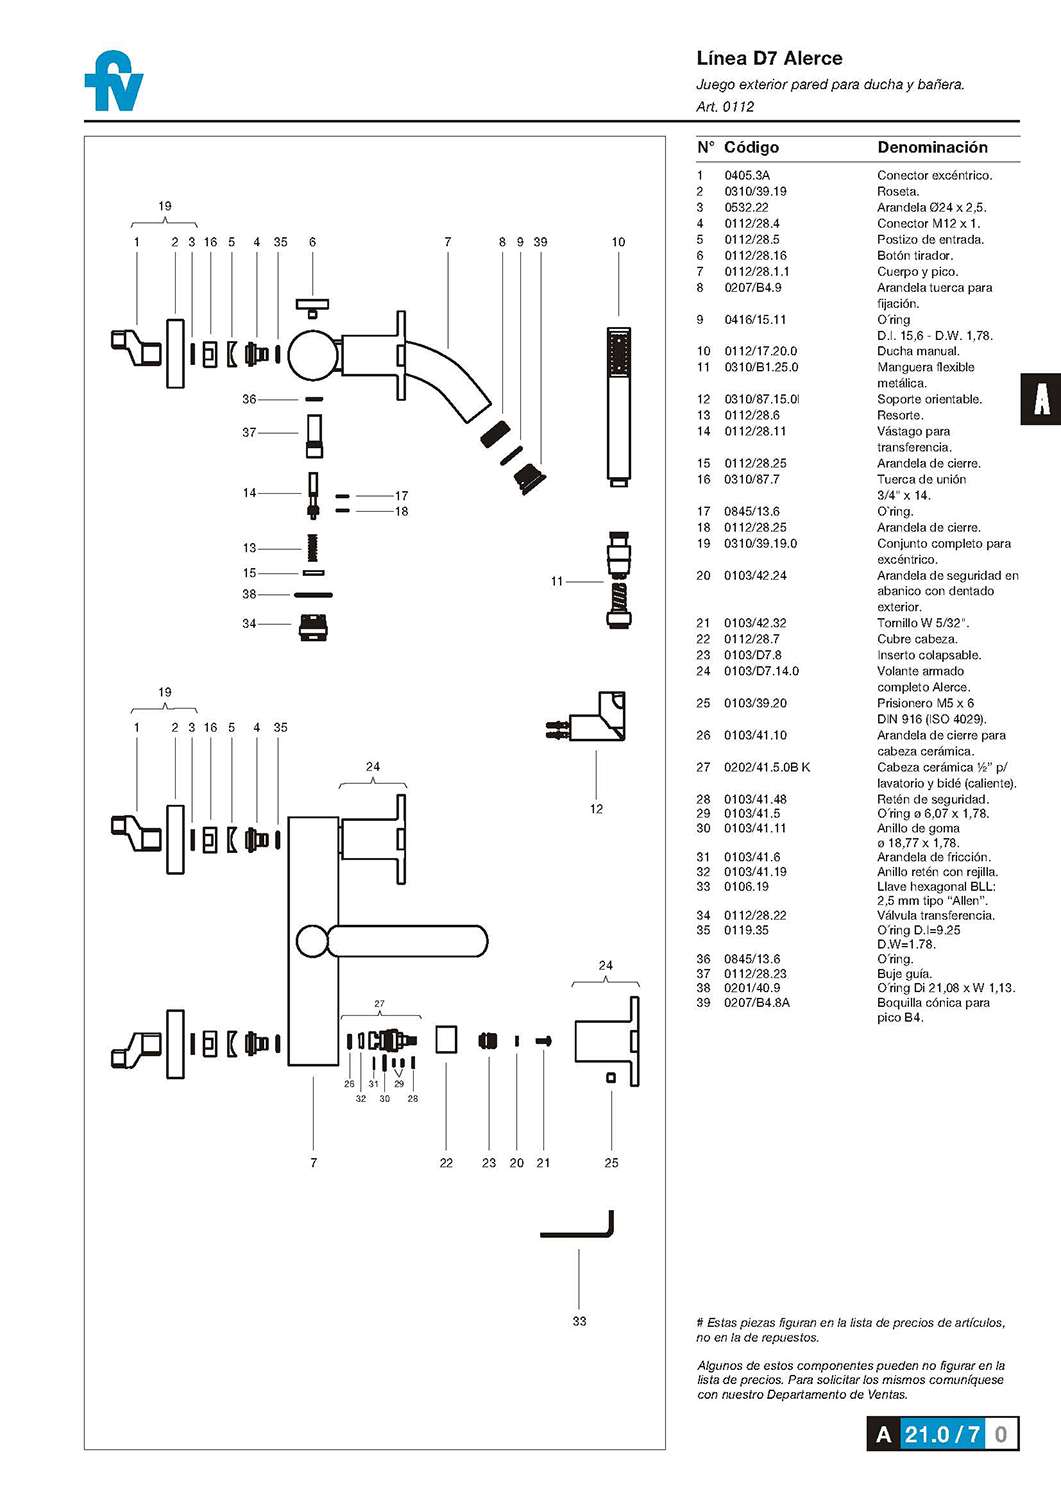 fv
Línea D7 Alerce
Juego exterior pared para ducha y bañera.
Art. 0112
N° Código Denominación
1 0405.3A Conector excéntrico.
2 0310/39.19 Roseta.
3 0532.22 Arandela Ø24 x 2,5.
4 0112/28.4 Conector M12 x 1.
5 0112/28.5 Postizo de entrada.
6 0112/28.16 Botón tirador.
7 0112/28.1.1 Cuerpo y pico.
8 0207/B4.9 Arandela tuerca para
fijación.
9 0416/15.11 O´ring
D.I. 15,6 - D.W. 1,78.
10 0112/17.20.0 Ducha manual.
11 0310/B1.25.0 Manguera flexible
metálica.
12 0310/87.15.0I Soporte orientable.
13 0112/28.6 Resorte.
14 0112/28.11 Vástago para
transferencia.
15 0112/28.25 Arandela de cierre.
16 0310/87.7 Tuerca de unión
3/4" x 14.
17 0845/13.6 O`ring.
18 0112/28.25 Arandela de cierre.
19 0310/39.19.0 Conjunto completo para
excéntrico.
20 0103/42.24 Arandela de seguridad en
abanico con dentado
exterior.
21 0103/42.32 Tornillo W 5/32".
22 0112/28.7 Cubre cabeza.
23 0103/D7.8 Inserto colapsable.
24 0103/D7.14.0 Volante armado
completo Alerce.
25 0103/39.20 Prisionero M5 x 6
DIN 916 (ISO 4029).
26 0103/41.10 Arandela de cierre para
cabeza cerámica.
27 0202/41.5.0B K Cabeza cerámica ½” p/
lavatorio y bidé (caliente).
28 0103/41.48 Retén de seguridad.
29 0103/41.5 O´ring ø 6,07 x 1,78.
30 0103/41.11 Anillo de goma
ø 18,77 x 1,78.
31 0103/41.6 Arandela de fricción.
32 0103/41.19 Anillo retén con rejilla.
33 0106.19 Llave hexagonal BLL:
2,5 mm tipo “Allen”.
34 0112/28.22 Válvula transferencia.
35 0119.35 O´ring D.I=9.25
D.W=1.78.
36 0845/13.6 O´ring.
37 0112/28.23 Buje guía.
38 0201/40.9 O´ring Di 21,08 x W 1,13.
39 0207/B4.8A Boquilla cónica para
pico B4.
19
1 2 3 16 5 4 35 6 7 8 9 39 10
36
37
14
17
18
13
15
38
34
11
19
1 2 3 16 5 4 35
24
12
24
27
26 31 29
32 30 28
7 22 23 20 21 25
33
A
# Estas piezas figuran en la lista de precios de artículos,
no en la de repuestos.
Algunos de estos componentes pueden no figurar en la
lista de precios. Para solicitar los mismos comuníquese
con nuestro Departamento de Ventas.
A 21.0 / 7 0